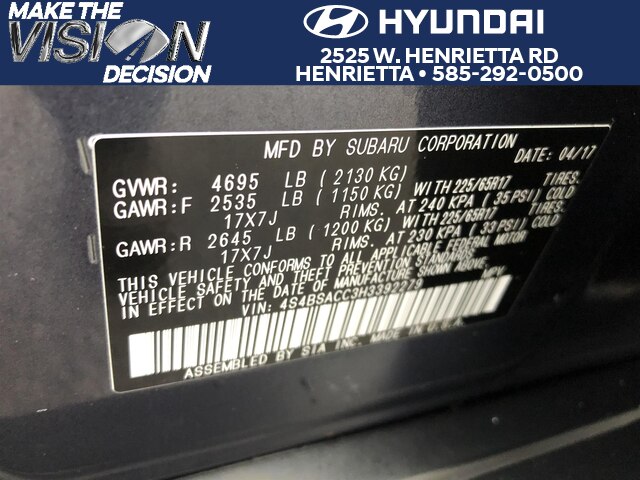 MAKE THE
VISION
DECISION
HYUNDAI
2525 W. HENRIETTA RD
HENRIETTA • 585-292-0500
MFD BY SUBARU CORPORATION
DATE: 04/17
GVWR: 4695 LB ( 2130 KG)
GAWR:F 2535 LB ( 1150 KG) WITH 225/65R17 TIRES.
17X7J RIMS. AT 240 KPA ( 35 PSI) COLD
GAWR:R 2645 LB ( 1200 KG) WITH 225/65R17 TIRES.
17X7J RIMS. AT 230 KPA ( 33 PSI) COLD
THIS VEHICLE CONFORMS TO ALL APPLICABLE FEDERAL MOTOR
VEHICLE SAFETY AND THEFT PREVENTION STANDARDS
IN EFFECT ON THE DATE OF MANUFACTURE SHOWN ABOVE.
VIN: 4S4BSACC3H3392279 MPV
ASSEMBLED BY SIA INC. MADE IN U.S.A.